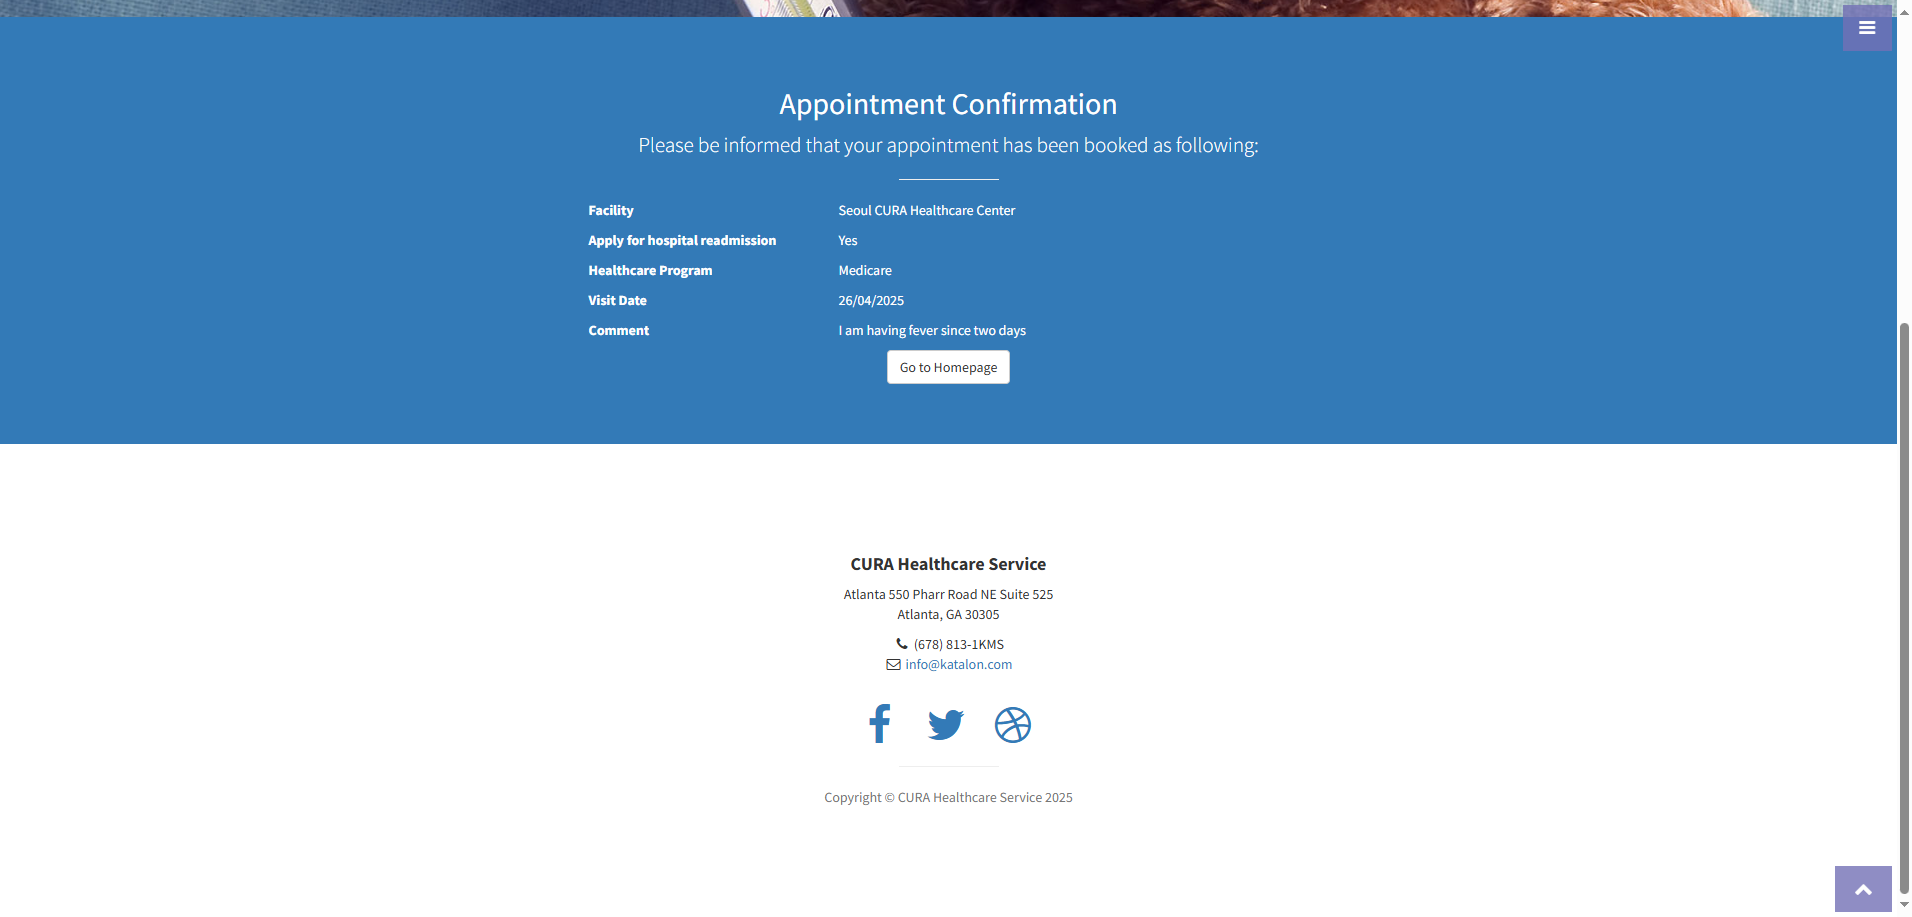 Appointment Confirmation
Please be informed that your appointment has been booked as following:
Facility Seoul CURA Healthcare Center
Apply for hospital readmission Yes
Healthcare Program Medicare
Visit Date 26/04/2025
Comment I am having fever since two days
Go to Homepage
CURA Healthcare Service
Atlanta 550 Pharr Road NE Suite 525
Atlanta, GA 30305
(678) 813-1KMS
info@katalon.com
Copyright © CURA Healthcare Service 2025